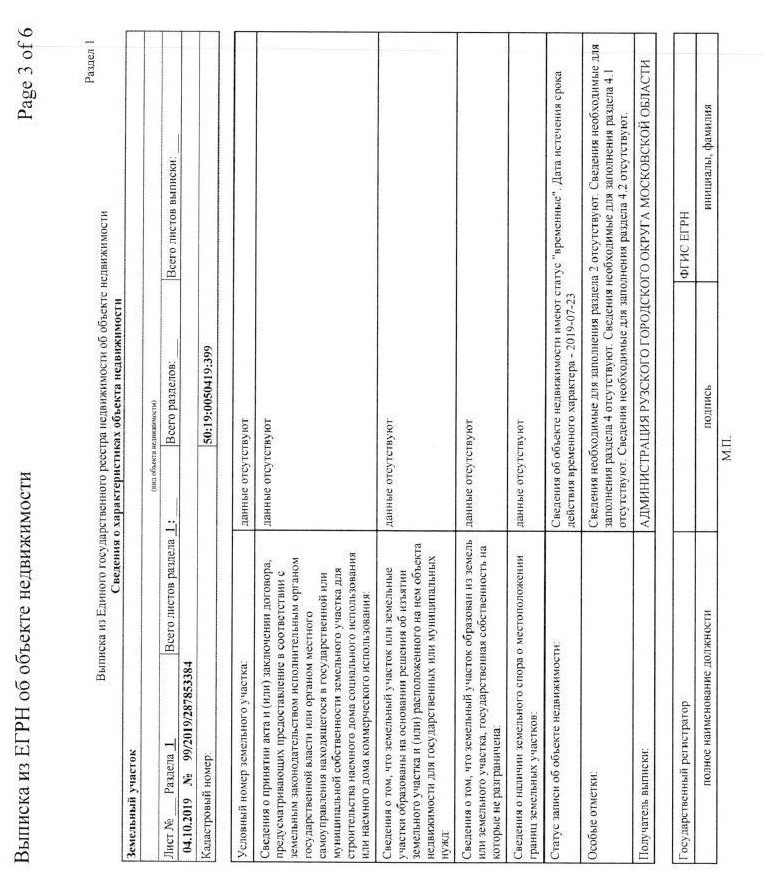 Выписка из ЕГРН об объекте недвижимости
Page 3 of 6
Раздел 1
Выписка из Единого государственного реестра недвижимости об объекте недвижимости
Сведения о характеристиках объекта недвижимости
Земельный участок
(вид объекта недвижимости)
Лист № ___ Раздела 1
Всего листов раздела 1 : ___
Всего разделов: ___
Всего листов выписки: ___
04.10.2019 № 99/2019/287853384
Кадастровый номер:
50:19:0050419:399
Условный номер земельного участка:
данные отсутствуют
Сведения о принятии акта и (или) заключении договора,
предусматривающих предоставление в соответствии с
земельным законодательством исполнительным органом
государственной власти или органом местного
самоуправления находящегося в государственной или
муниципальной собственности земельного участка для
строительства наемного дома социального использования
или наемного дома коммерческого использования:
данные отсутствуют
Сведения о том, что земельный участок или земельные
участки образованы на основании решения об изъятии
земельного участка и (или) расположенного на нем объекта
недвижимости для государственных или муниципальных
нужд:
данные отсутствуют
Сведения о том, что земельный участок образован из земель
или земельного участка, государственная собственность на
которые не разграничена:
данные отсутствуют
Сведения о наличии земельного спора о местоположении
границ земельных участков:
данные отсутствуют
Статус записи об объекте недвижимости:
Сведения об объекте недвижимости имеют статус "временные". Дата истечения срока
действия временного характера - 2019-07-23
Особые отметки:
Сведения необходимые для заполнения раздела 2 отсутствуют. Сведения необходимые для
заполнения раздела 4 отсутствуют. Сведения необходимые для заполнения раздела 4.1
отсутствуют. Сведения необходимые для заполнения раздела 4.2 отсутствуют.
Получатель выписки:
АДМИНИСТРАЦИЯ РУЗСКОГО ГОРОДСКОГО ОКРУГА МОСКОВСКОЙ ОБЛАСТИ
Государственный регистратор
ФГИС ЕГРН
полное наименование должности
подпись
инициалы, фамилия
М.П.